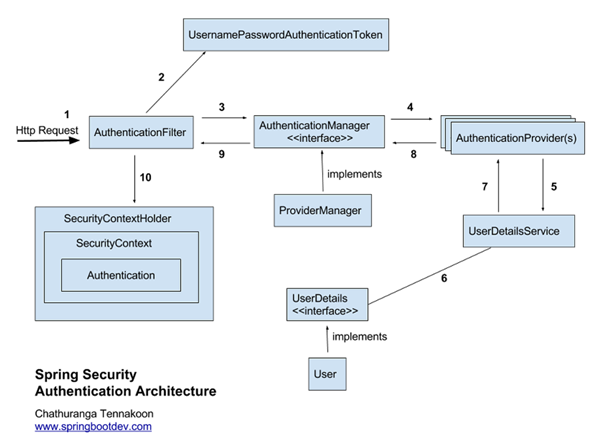 UsernamePasswordAuthenticationToken
2
1
Http Request
AuthenticationFilter
3
9
AuthenticationManager
<<interface>>
4
8
AuthenticationProvider(s)
10
implements
ProviderManager
7
5
SecurityContextHolder
SecurityContext
Authentication
UserDetailsService
6
UserDetails
<<interface>>
implements
User
Spring Security
Authentication Architecture
Chathuranga Tennakoon
www.springbootdev.com